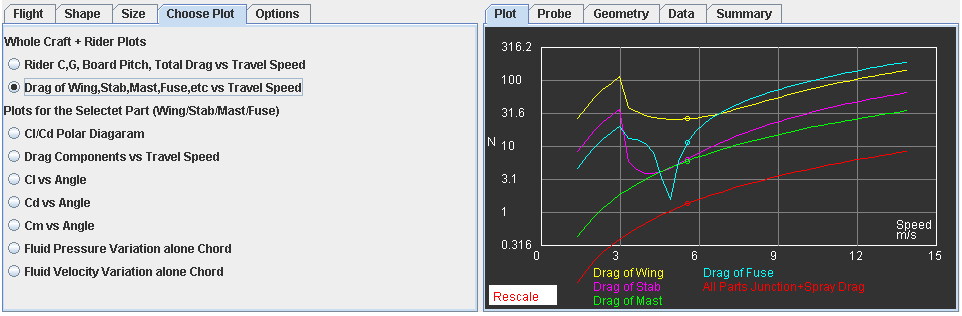 Flight Shape Size Choose Plot Options
Whole Craft + Rider Plots
Rider C,G, Board Pitch, Total Drag vs Travel Speed
Drag of Wing,Stab,Mast,Fuse,etc vs Travel Speed
Plots for the Selectet Part (Wing/Stab/Mast/Fuse)
Cl/Cd Polar Diagaram
Drag Components vs Travel Speed
Cl vs Angle
Cd vs Angle
Cm vs Angle
Fluid Pressure Variation alone Chord
Fluid Velocity Variation alone Chord
Plot Probe Geometry Data Summary
316.2
100
31.6
N
10
3.1
1
0.316
Speed
m/s
0 3 6 9 12 15
Drag of Wing Drag of Fuse
Drag of Stab All Parts Junction+Spray Drag
Drag of Mast
Rescale